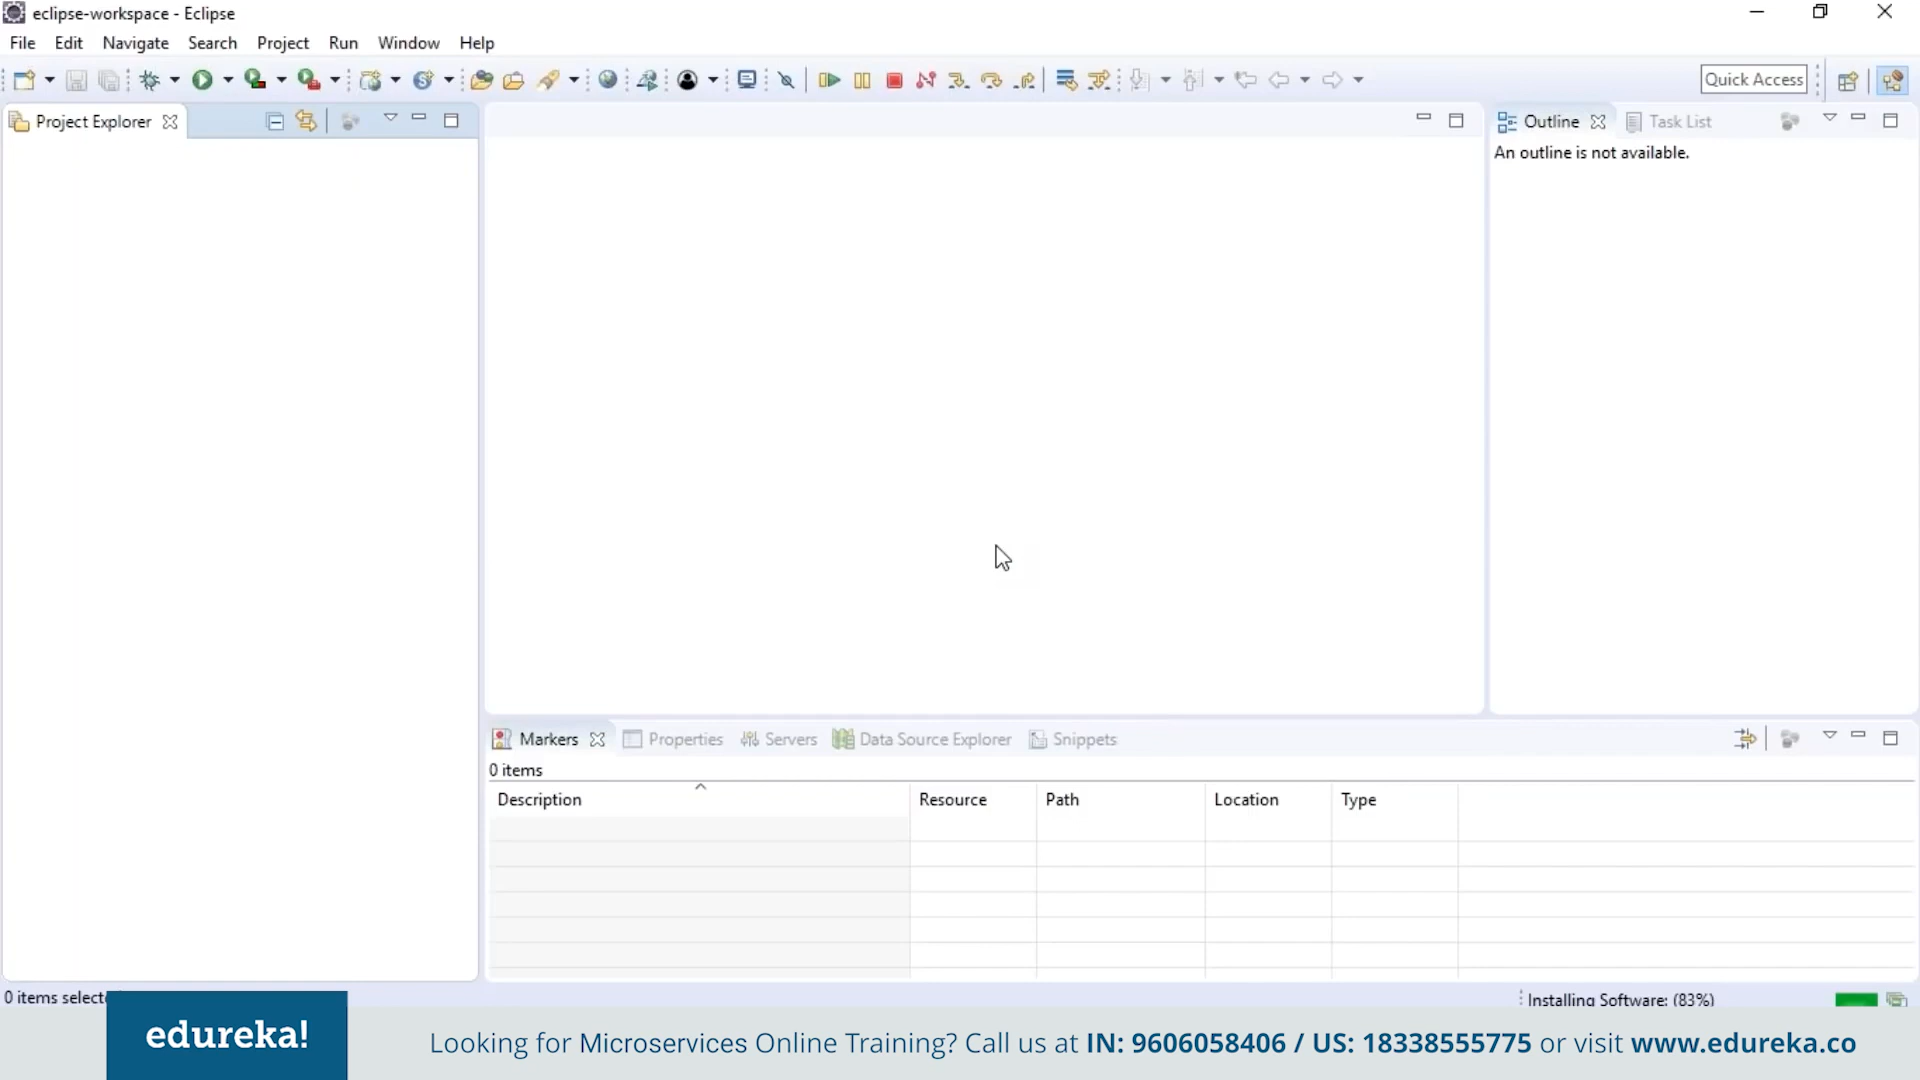 eclipse-workspace - Eclipse
File Edit Navigate Search Project Run Window Help
Quick Access
Project Explorer
Outline Task List
An outline is not available.
Markers Properties Servers Data Source Explorer Snippets
0 items
Description Resource Path Location Type
0 items selecte
Installing Software: (83%)
edureka!
Looking for Microservices Online Training? Call us at IN: 9606058406 / US: 18338555775 or visit www.edureka.co